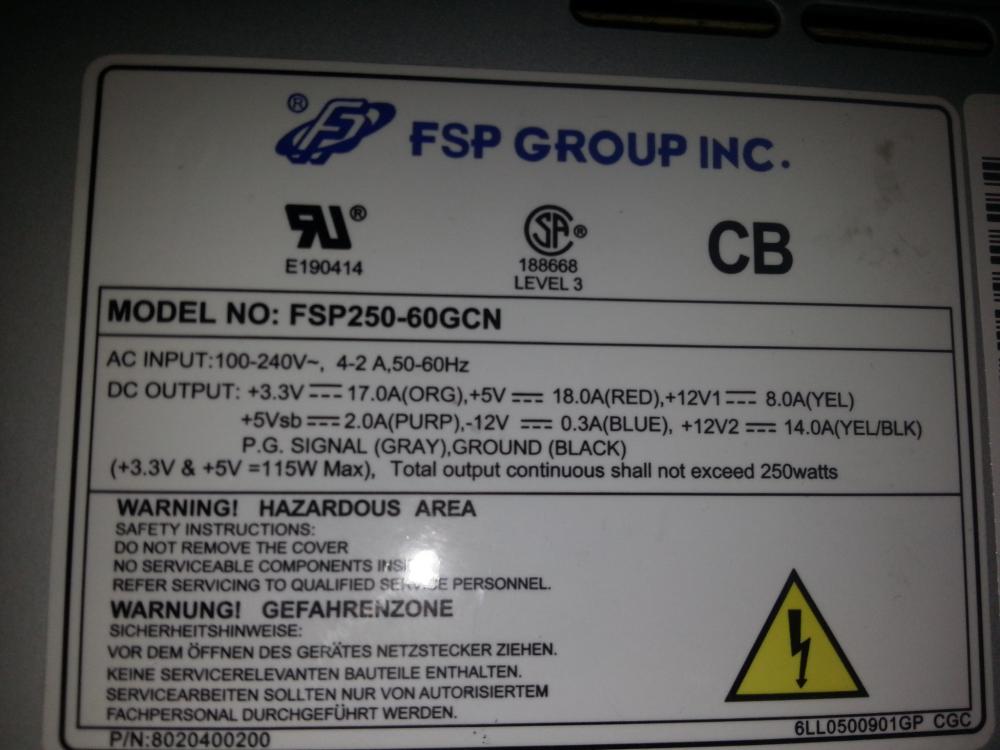 ® FSP GROUP INC.
RU® SA®
E190414 188668 CB
LEVEL 3
MODEL NO: FSP250-60GCN
AC INPUT:100-240V~, 4-2 A,50-60Hz
DC OUTPUT: +3.3V ⎓ 17.0A(ORG),+5V ⎓ 18.0A(RED),+12V1 ⎓ 8.0A(YEL)
+5Vsb ⎓ 2.0A(PURP),-12V ⎓ 0.3A(BLUE), +12V2 ⎓ 14.0A(YEL/BLK)
P.G. SIGNAL (GRAY),GROUND (BLACK)
(+3.3V & +5V =115W Max), Total output continuous shall not exceed 250watts
WARNING! HAZARDOUS AREA
SAFETY INSTRUCTIONS:
DO NOT REMOVE THE COVER
NO SERVICEABLE COMPONENTS INSIDE
REFER SERVICING TO QUALIFIED SERVICE PERSONNEL.
WARNUNG! GEFAHRENZONE
SICHERHEITSHINWEISE:
VOR DEM ÖFFNEN DES GERÄTES NETZSTECKER ZIEHEN.
KEINE SERVICERELEVANTEN BAUTEILE ENTHALTEN.
SERVICEARBEITEN SOLLTEN NUR VON AUTORISIERTEM
FACHPERSONAL DURCHGEFÜHRT WERDEN.
P/N:8020400200
6LL0500901GP CGC